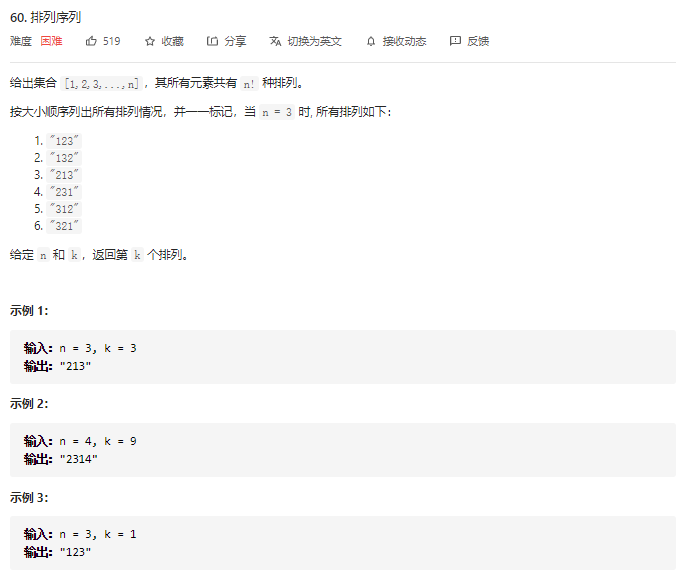 60. 排列序列
难度 困难 519 收藏 分享 切换为英文 接收动态 反馈
给出集合 [1,2,3,...,n]，其所有元素共有 n! 种排列。
按大小顺序列出所有排列情况，并一一标记，当 n = 3 时, 所有排列如下：
1. "123"
2. "132"
3. "213"
4. "231"
5. "312"
6. "321"
给定 n 和 k，返回第 k 个排列。
示例 1：
输入：n = 3, k = 3
输出："213"
示例 2：
输入：n = 4, k = 9
输出："2314"
示例 3：
输入：n = 3, k = 1
输出："123"